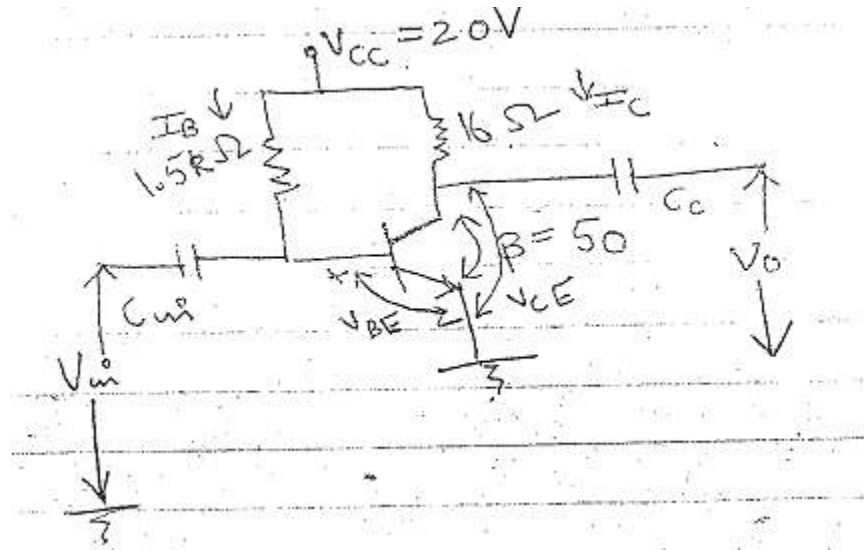 VCC = 20V
IB
1.5kΩ
16 Ω
IC
Cc
β = 50
Vo
Cin
VBE
VCE
Vin